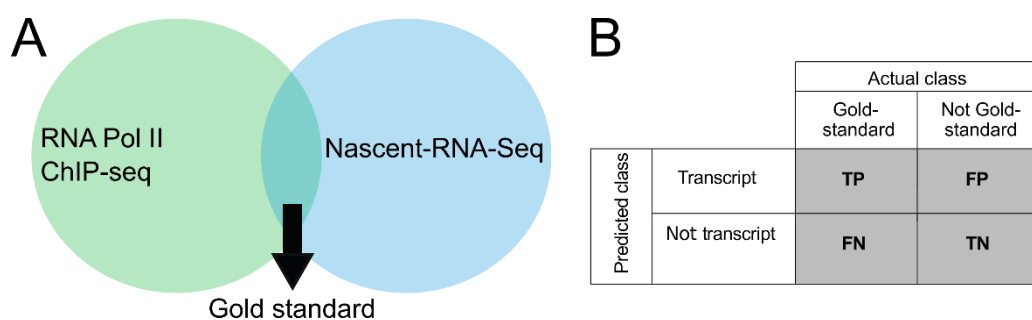 A
RNA Pol II
ChIP-seq
Nascent-RNA-Seq
Gold standard
B
Actual class
Gold-
standard
Not Gold-
standard
Predicted class
Transcript
TP
FP
Not transcript
FN
TN